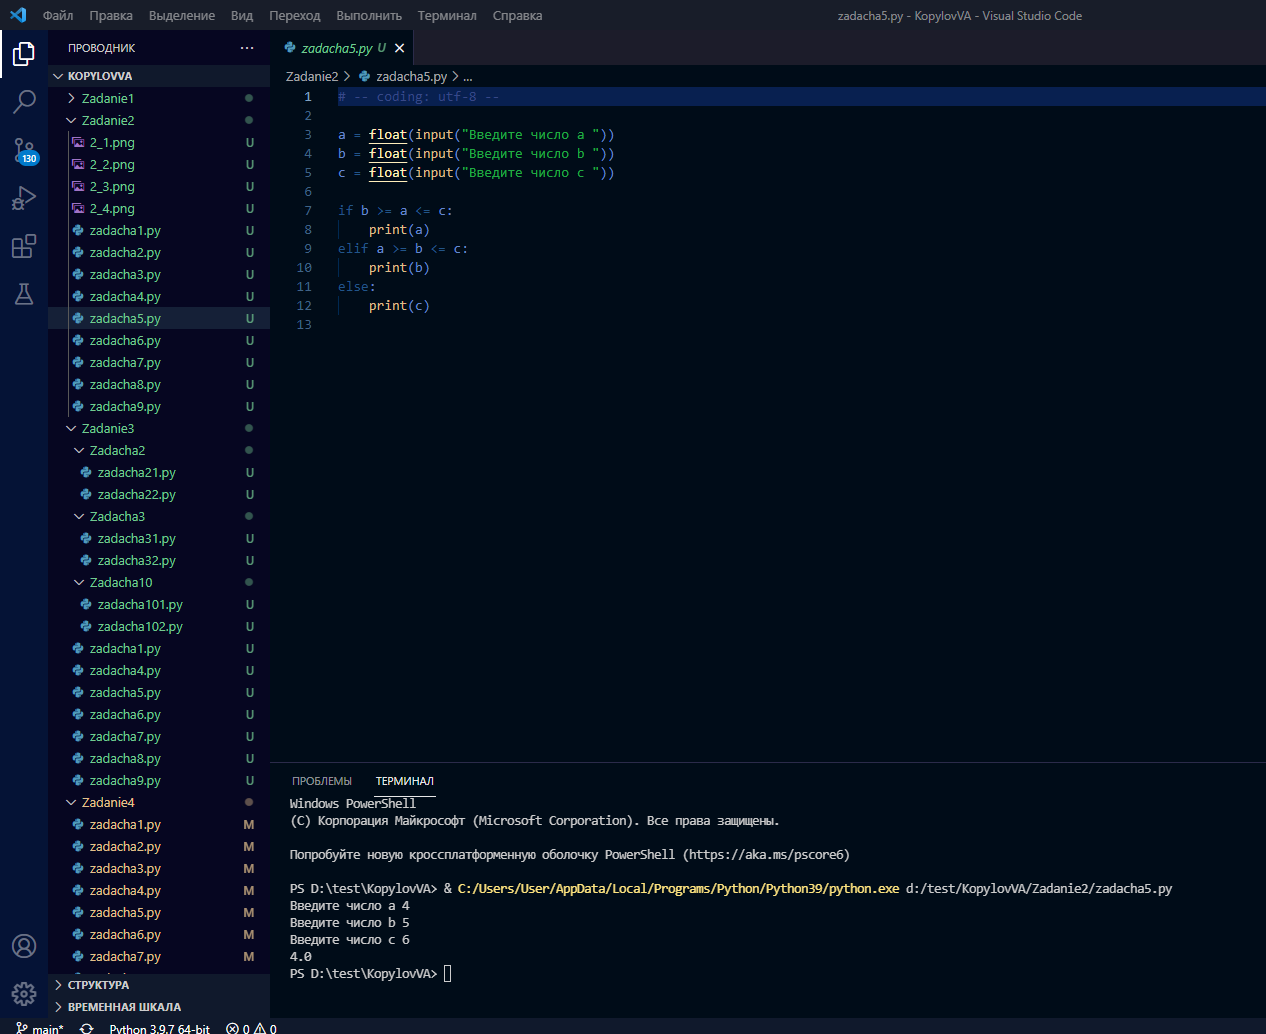 Файл Правка Выделение Вид Переход Выполнить Терминал Справка zadacha5.py - KopylovVA - Visual Studio Code
ПРОВОДНИК ···
KOPYLOVVA
Zadanie1
Zadanie2
2_1.png U
2_2.png U
2_3.png U
2_4.png U
zadacha1.py U
zadacha2.py U
zadacha3.py U
zadacha4.py U
zadacha5.py U
zadacha6.py U
zadacha7.py U
zadacha8.py U
zadacha9.py U
Zadanie3
Zadacha2
zadacha21.py U
zadacha22.py U
Zadacha3
zadacha31.py U
zadacha32.py U
Zadacha10
zadacha101.py U
zadacha102.py U
zadacha1.py U
zadacha4.py U
zadacha5.py U
zadacha6.py U
zadacha7.py U
zadacha8.py U
zadacha9.py U
Zadanie4
zadacha1.py M
zadacha2.py M
zadacha3.py M
zadacha4.py M
zadacha5.py M
zadacha6.py M
zadacha7.py M
СТРУКТУРА
ВРЕМЕННАЯ ШКАЛА
130
zadacha5.py U
Zadanie2 > zadacha5.py > ...
1 # -- coding: utf-8 --
2
3 a = float(input("Введите число a "))
4 b = float(input("Введите число b "))
5 c = float(input("Введите число c "))
6
7 if b >= a <= c:
8 print(a)
9 elif a >= b <= c:
10 print(b)
11 else:
12 print(c)
13
ПРОБЛЕМЫ ТЕРМИНАЛ
Windows PowerShell
(C) Корпорация Майкрософт (Microsoft Corporation). Все права защищены.
Попробуйте новую кроссплатформенную оболочку PowerShell (https://aka.ms/pscore6)
PS D:\test\KopylovVA> & C:/Users/User/AppData/Local/Programs/Python/Python39/python.exe d:/test/KopylovVA/Zadanie2/zadacha5.py
Введите число a 4
Введите число b 5
Введите число c 6
4.0
PS D:\test\KopylovVA>
main* Python 3.9.7 64-bit 0 0